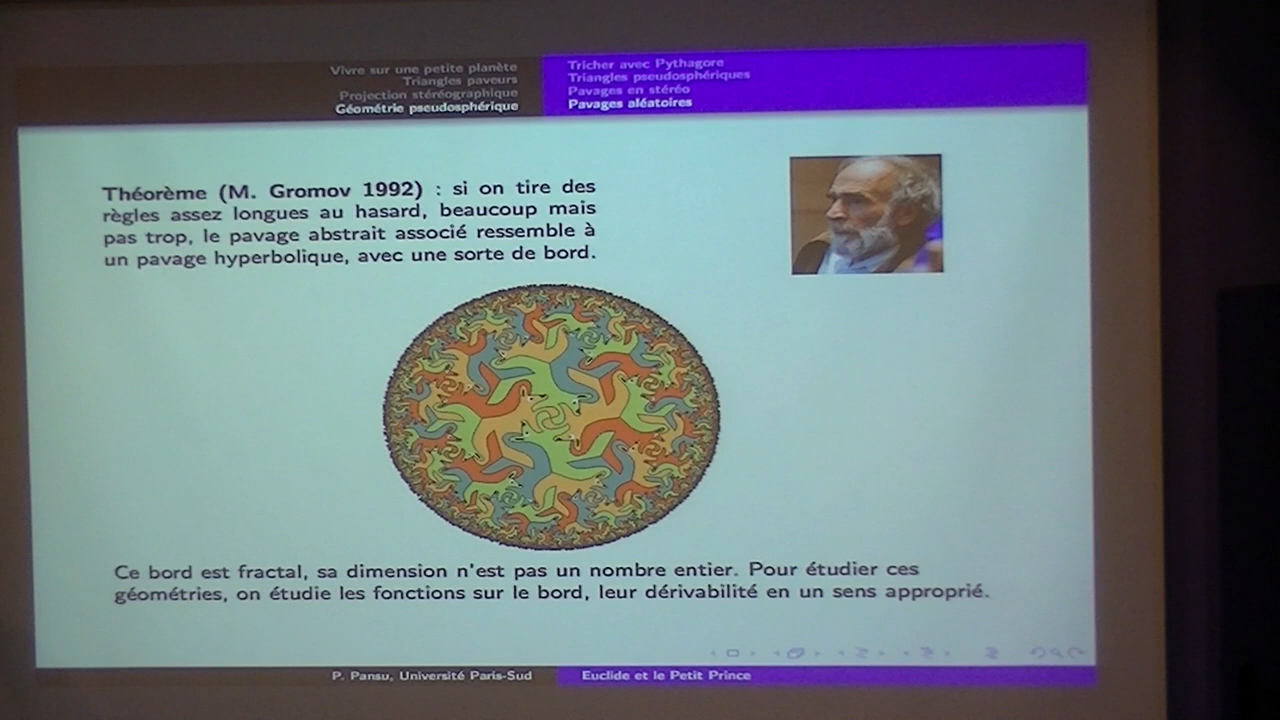 Vivre sur une petite planète
Triangles paveurs
Projection stéréographique
Géométrie pseudosphérique
Tricher avec Pythagore
Triangles pseudosphériques
Pavages en stéréo
Pavages aléatoires
Théorème (M. Gromov 1992) : si on tire des
règles assez longues au hasard, beaucoup mais
pas trop, le pavage abstrait associé ressemble à
un pavage hyperbolique, avec une sorte de bord.
Ce bord est fractal, sa dimension n'est pas un nombre entier. Pour étudier ces
géométries, on étudie les fonctions sur le bord, leur dérivabilité en un sens approprié.
P. Pansu, Université Paris-Sud
Euclide et le Petit Prince